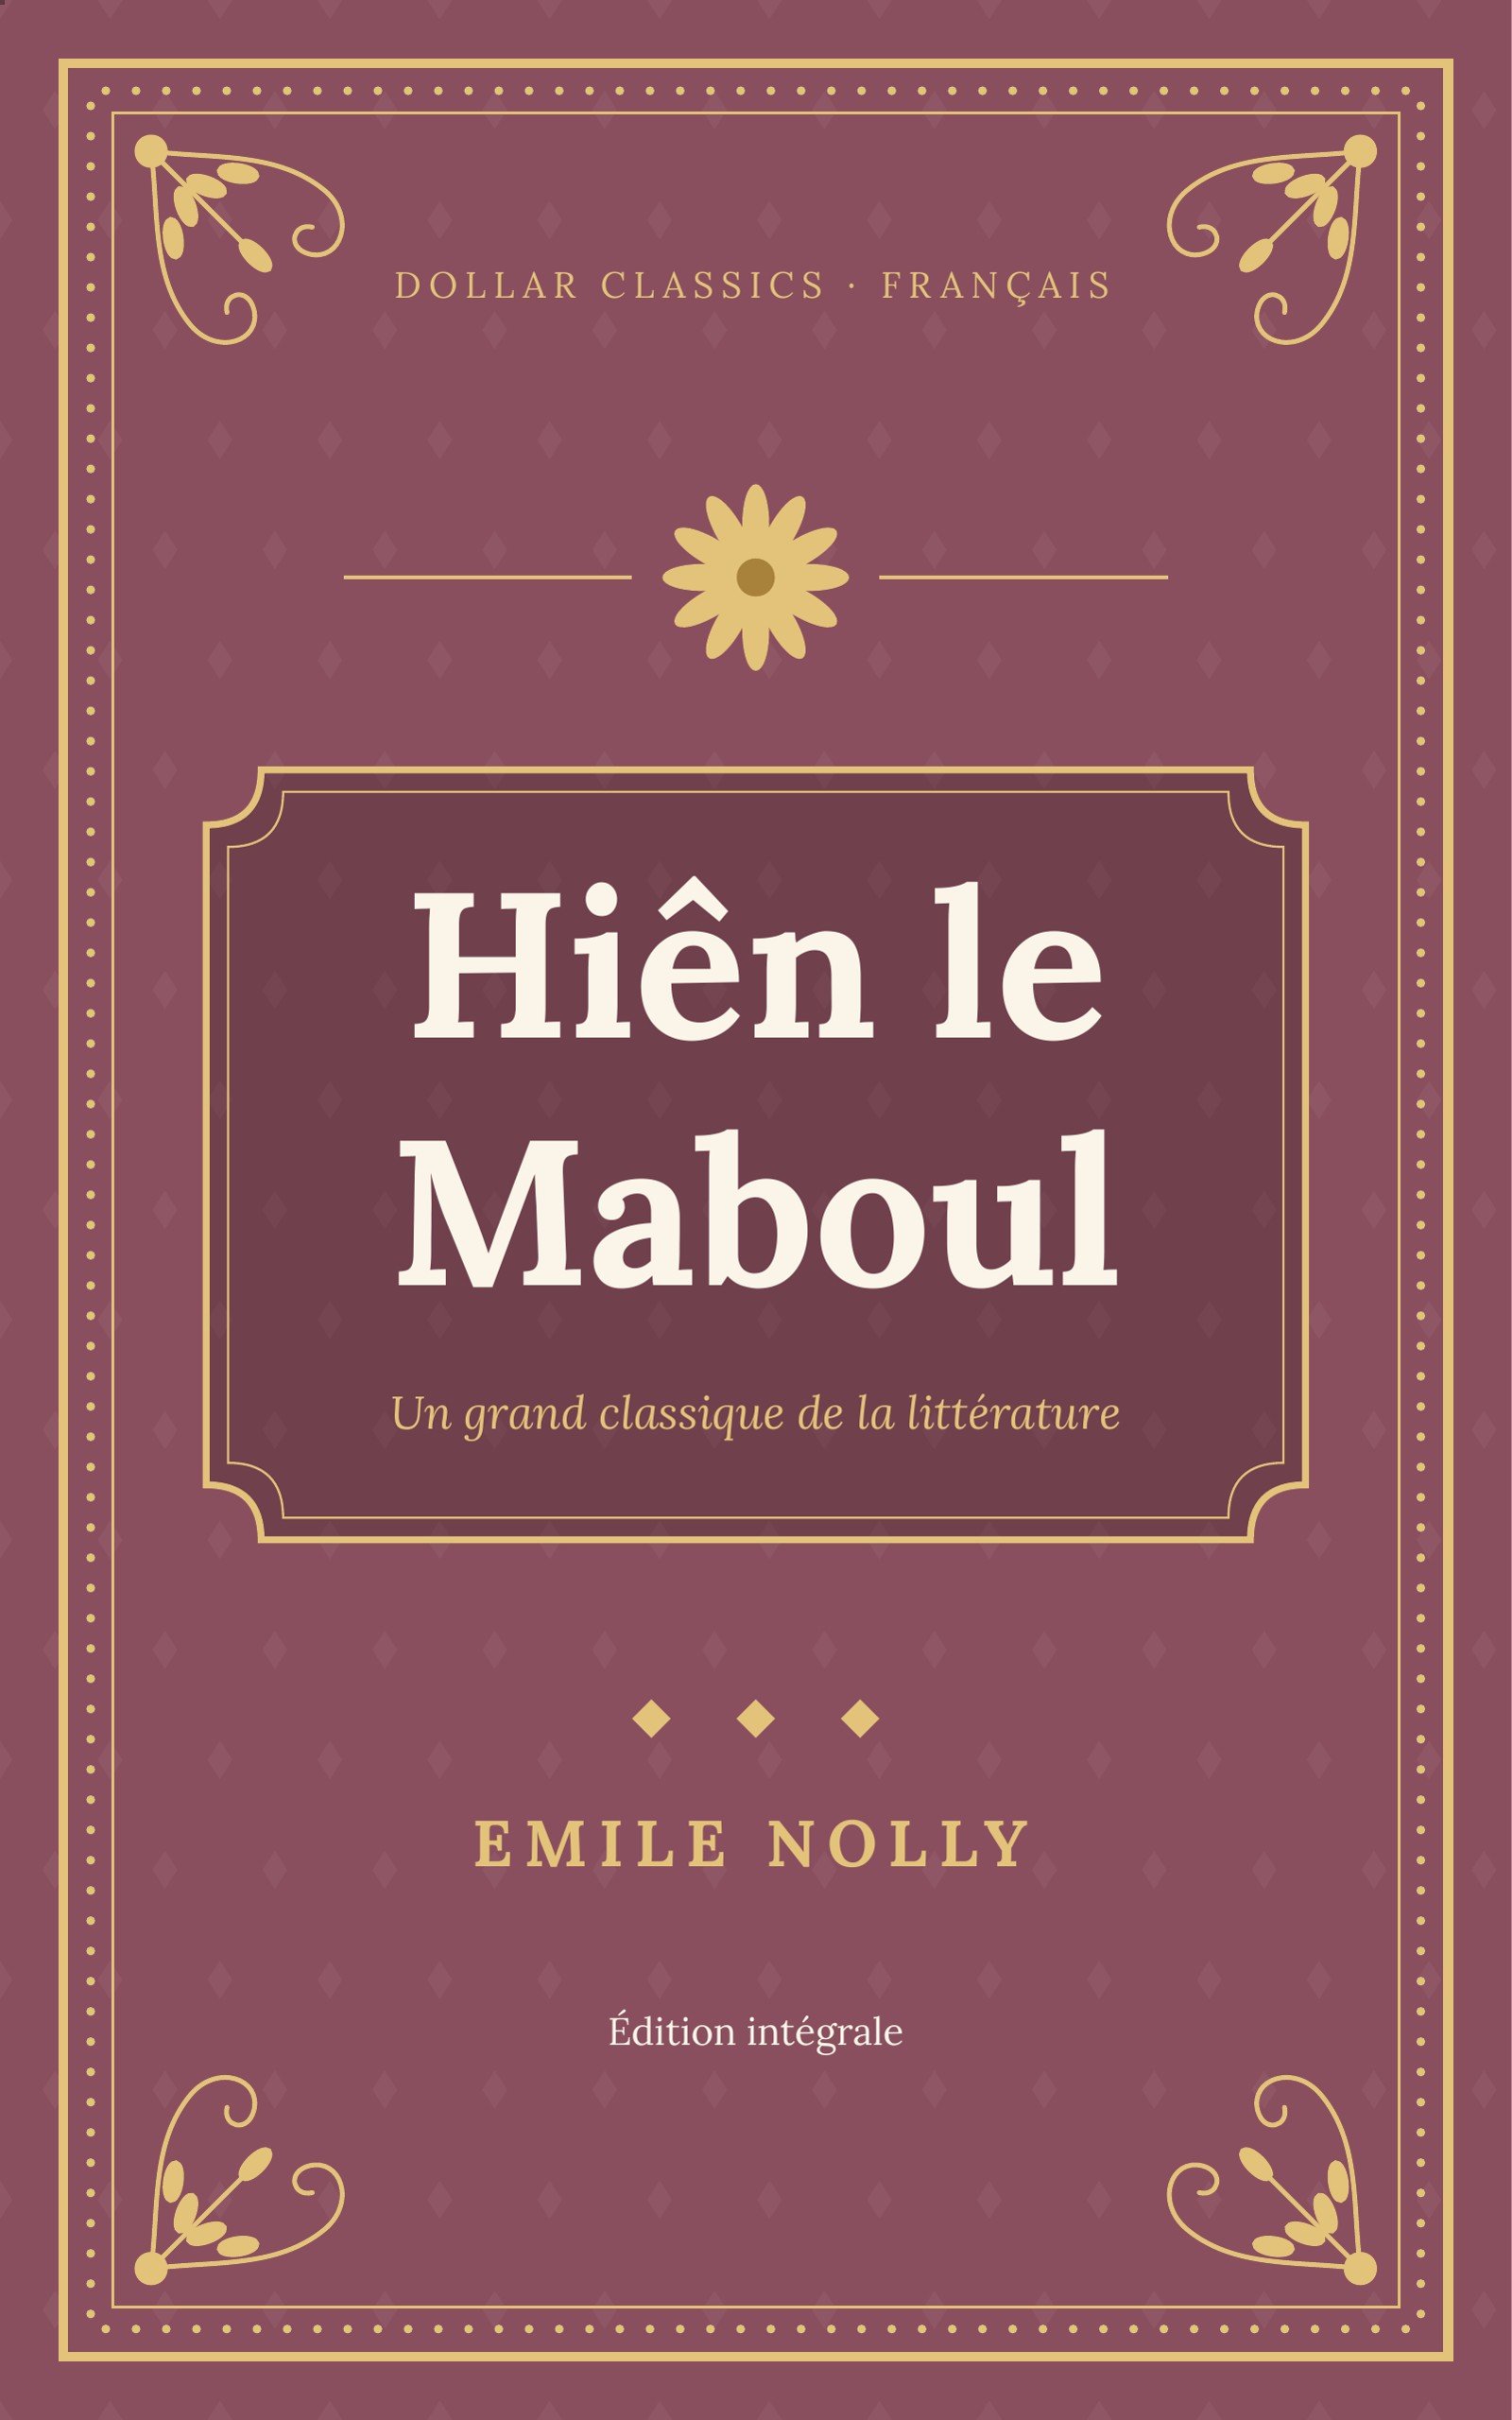 DOLLAR CLASSICS · FRANÇAIS
Hiên le
Maboul
Un grand classique de la littérature
EMILE NOLLY
Édition intégrale